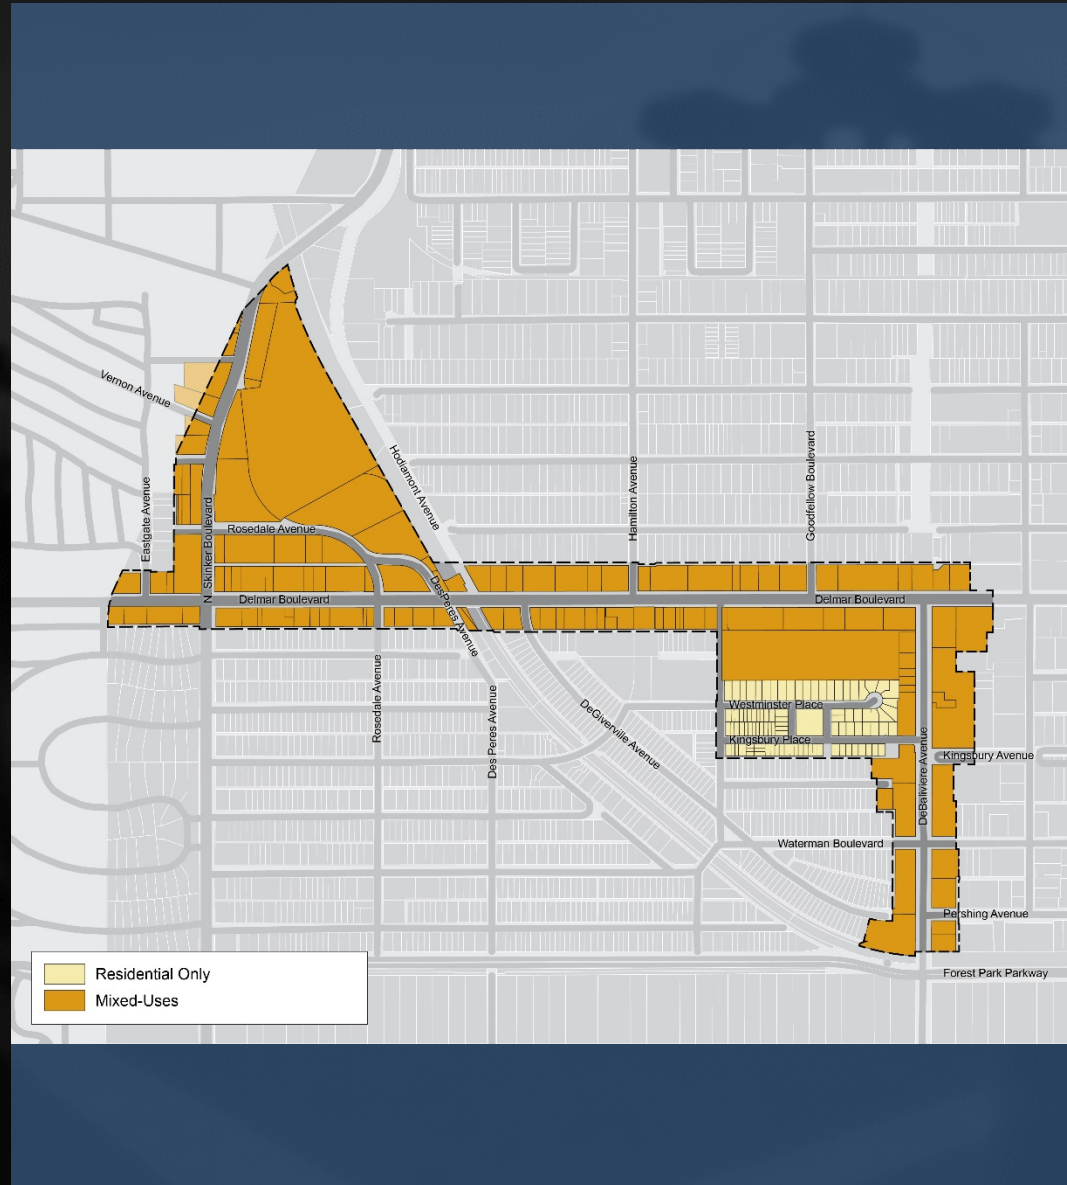 Vernon Avenue
Eastgate Avenue
N. Skinker Boulevard
Hodiamont Avenue
Hamilton Avenue
Goodfellow Boulevard
Rosedale Avenue
Delmar Boulevard
DesPeres Avenue
Delmar Boulevard
Rosedale Avenue
Des Peres Avenue
DeGiverville Avenue
Westminster Place
Kingsbury Place
DeBaliviere Avenue
Kingsbury Avenue
Waterman Boulevard
Pershing Avenue
Forest Park Parkway
Residential Only
Mixed-Uses